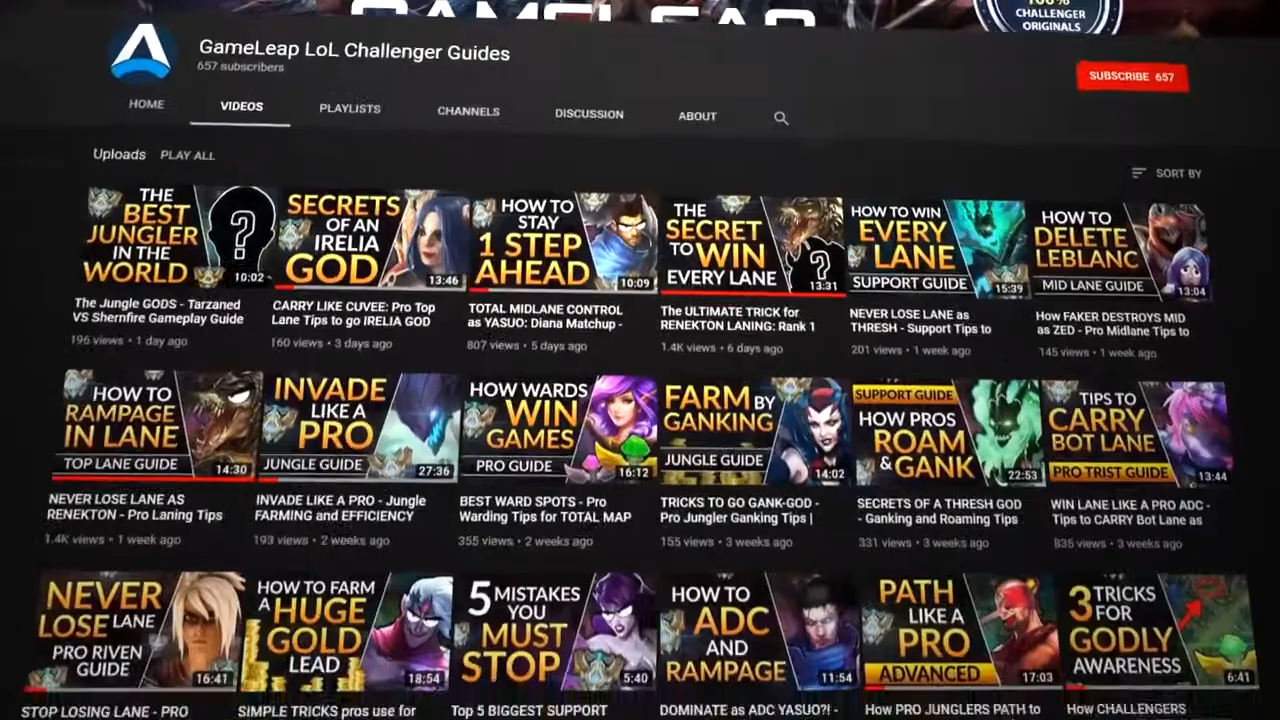 GAMELEAP
100%
CHALLENGER
ORIGINALS
GameLeap LoL Challenger Guides
657 subscribers
SUBSCRIBE 657
HOME VIDEOS PLAYLISTS CHANNELS DISCUSSION ABOUT
Uploads PLAY ALL
SORT BY
THE
BEST
JUNGLER
IN THE
WORLD
?
10:02
SECRETS
OF AN
IRELIA
GOD
13:46
HOW TO
STAY
1 STEP
AHEAD
10:09
THE
SECRET
TO WIN
EVERY LANE
?
13:31
HOW TO WIN
EVERY
LANE
SUPPORT GUIDE
15:39
HOW TO
DELETE
LEBLANC
MID LANE GUIDE
13:04
The Jungle GODS - Tarzaned
VS Shernfire Gameplay Guide
196 views • 1 day ago
CARRY LIKE CUVEE: Pro Top
Lane Tips to go IRELIA GOD
160 views • 3 days ago
TOTAL MIDLANE CONTROL
as YASUO: Diana Matchup -
807 views • 5 days ago
The ULTIMATE TRICK for
RENEKTON LANING: Rank 1
1.4K views • 6 days ago
NEVER LOSE LANE as
THRESH - Support Tips to
201 views • 1 week ago
How FAKER DESTROYS MID
as ZED - Pro Midlane Tips to
145 views • 1 week ago
HOW TO
RAMPAGE
IN LANE
TOP LANE GUIDE
14:30
INVADE
LIKE A
PRO
JUNGLE GUIDE
27:36
HOW WARDS
WIN
GAMES
PRO GUIDE
16:12
FARM BY
GANKING
JUNGLE GUIDE
14:02
SUPPORT GUIDE
HOW PROS
ROAM
& GANK
22:53
TIPS TO
CARRY
BOT LANE
PRO TRIST GUIDE
13:44
NEVER LOSE LANE AS
RENEKTON - Pro Laning Tips
1.4K views • 1 week ago
INVADE LIKE A PRO - Jungle
FARMING and EFFICIENCY
193 views • 2 weeks ago
BEST WARD SPOTS - Pro
Warding Tips for TOTAL MAP
355 views • 2 weeks ago
TRICKS TO GO GANK-GOD -
Pro Jungler Ganking Tips |
155 views • 3 weeks ago
SECRETS OF A THRESH GOD
- Ganking and Roaming Tips
331 views • 3 weeks ago
WIN LANE LIKE A PRO ADC -
Tips to CARRY Bot Lane as
835 views • 3 weeks ago
NEVER
LOSE LANE
PRO RIVEN
GUIDE
16:41
HOW TO FARM
A HUGE
GOLD
LEAD
18:54
5 MISTAKES
YOU
MUST
STOP
5:40
HOW TO
ADC
AND
RAMPAGE
11:54
PATH
LIKE A
PRO
ADVANCED
17:03
3 TRICKS
FOR
GODLY
AWARENESS
6:41
STOP LOSING LANE - PRO
SIMPLE TRICKS pros use for
Top 5 BIGGEST SUPPORT
DOMINATE as ADC YASUO?! -
How PRO JUNGLERS PATH to
How CHALLENGERS